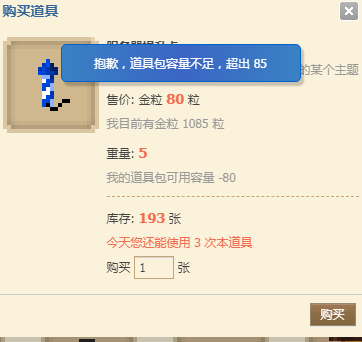 购买道具
抱歉，道具包容量不足，超出 85
的某个主题
售价: 金粒 80 粒
我目前有金粒 1085 粒
重量: 5
我的道具包可用容量 -80
库存: 193 张
今天您还能使用 3 次本道具
购买 1 张
购买